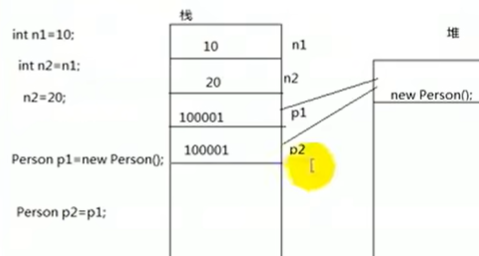 栈
int n1=10;
10
n1
堆
int n2=n1;
20
n2
n2=20;
new Person();
100001
p1
Person p1=new Person();
100001
p2
Person p2=p1;